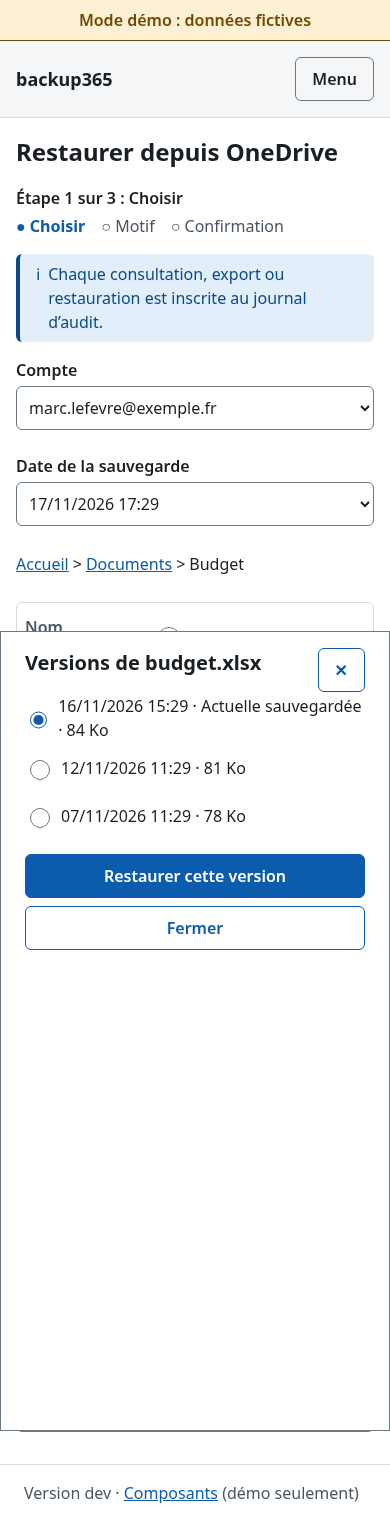 Mode démo : données fictives
backup365
Menu
Restaurer depuis OneDrive
Étape 1 sur 3 : Choisir
● Choisir ○ Motif ○ Confirmation
i Chaque consultation, export ou
restauration est inscrite au journal
d’audit.
Compte
marc.lefevre@exemple.fr
Date de la sauvegarde
17/11/2026 17:29
Accueil > Documents > Budget
Nom
Versions de budget.xlsx
×
16/11/2026 15:29 · Actuelle sauvegardée
· 84 Ko
12/11/2026 11:29 · 81 Ko
07/11/2026 11:29 · 78 Ko
Restaurer cette version
Fermer
Version dev · Composants (démo seulement)